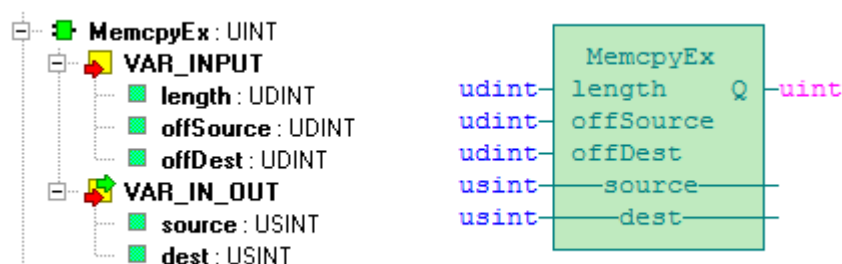 MemcpyEx : UINT
VAR_INPUT
length : UDINT
offSource : UDINT
offDest : UDINT
VAR_IN_OUT
source : USINT
dest : USINT
MemcpyEx
udint length Q uint
udint offSource
udint offDest
usint source
usint dest